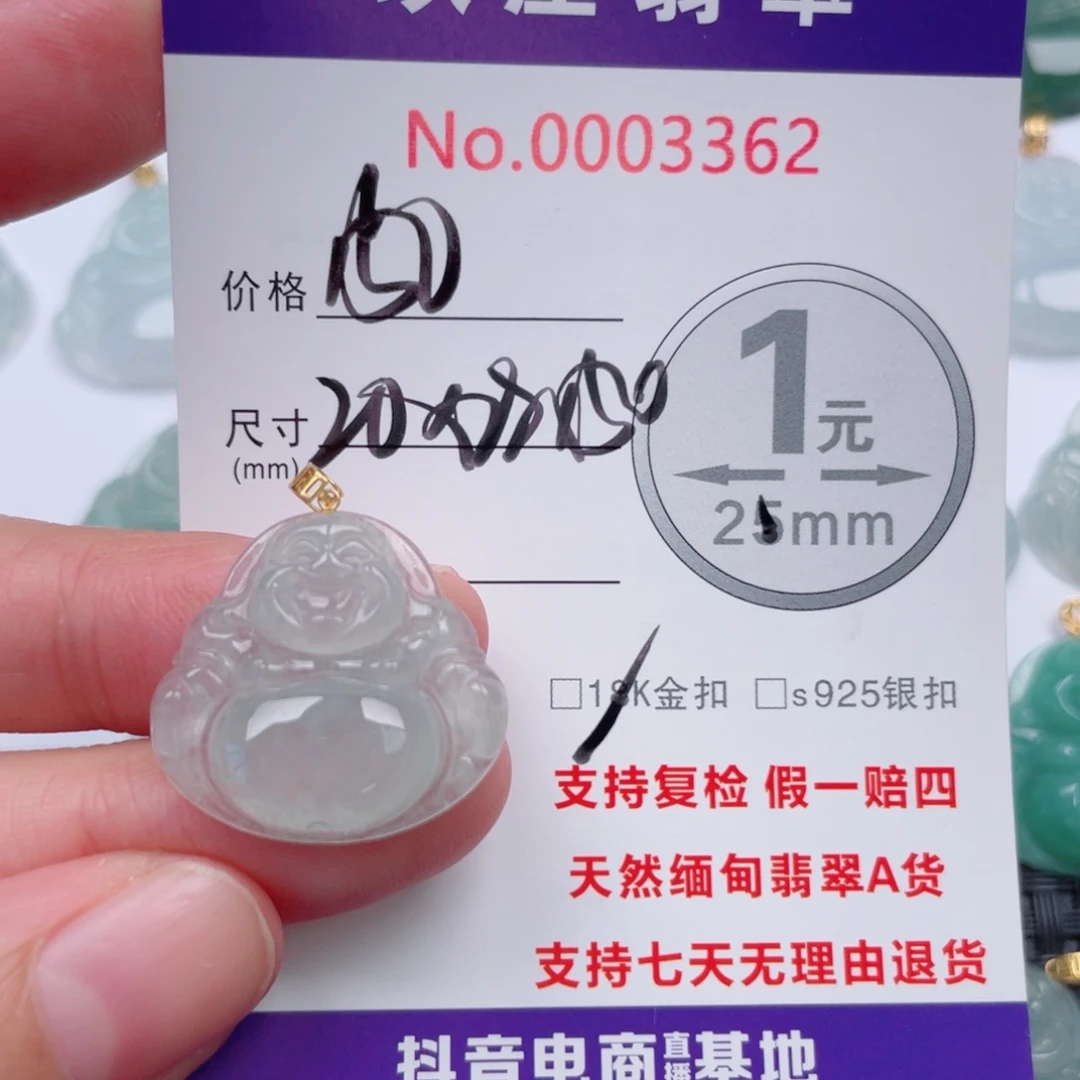 翡翠
No.0003362
价格
尺寸
(mm)
1元
25mm
□18K金扣 □s925银扣
支持复检 假一赔四
天然缅甸翡翠A货
支持七天无理由退货
抖音电商直播基地